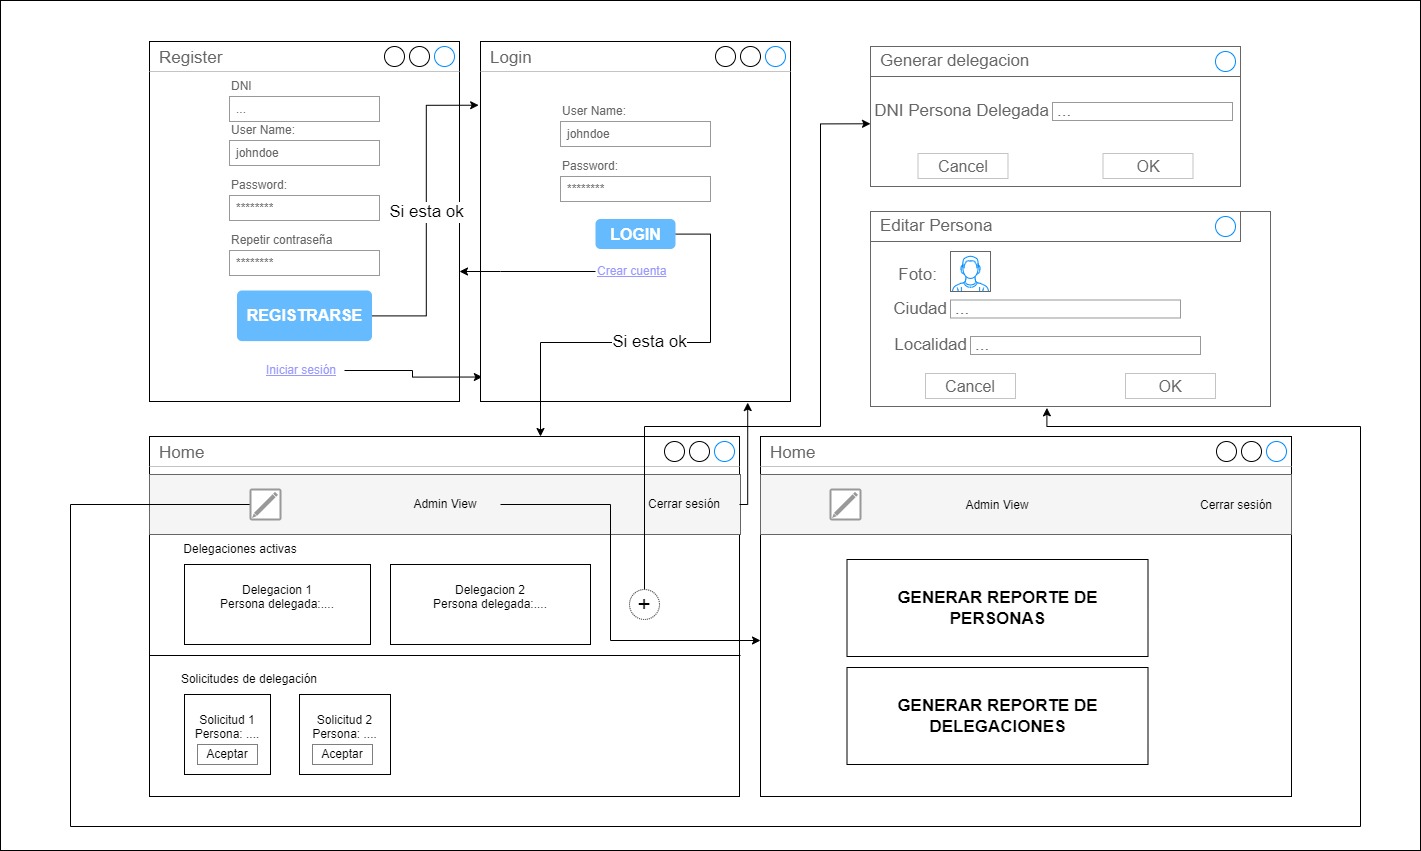 Register
DNI
...
User Name:
johndoe
Password:
********
Repetir contraseña
********
REGISTRARSE
Iniciar sesión
Si esta ok
Login
User Name:
johndoe
Password:
********
LOGIN
Crear cuenta
Si esta ok
Generar delegacion
DNI Persona Delegada
...
Cancel
OK
Editar Persona
Foto:
Ciudad
...
Localidad
...
Cancel
OK
Home
Admin View
Cerrar sesión
Delegaciones activas
Delegacion 1
Persona delegada:....
Delegacion 2
Persona delegada:....
+
Solicitudes de delegación
Solicitud 1
Persona: ....
Aceptar
Solicitud 2
Persona: ....
Aceptar
Home
Admin View
Cerrar sesión
GENERAR REPORTE DE
PERSONAS
GENERAR REPORTE DE
DELEGACIONES